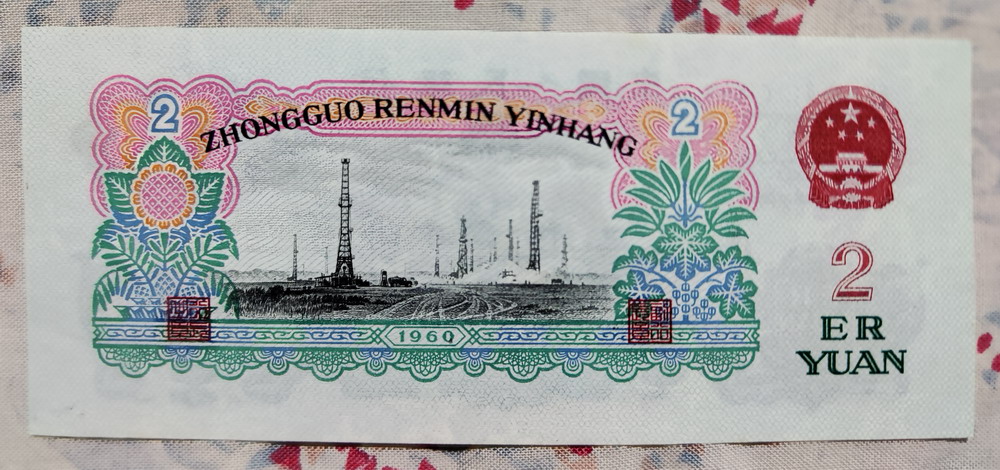 2
2
ZHONGGUO RENMIN YINHANG
1960
2
ER
YUAN